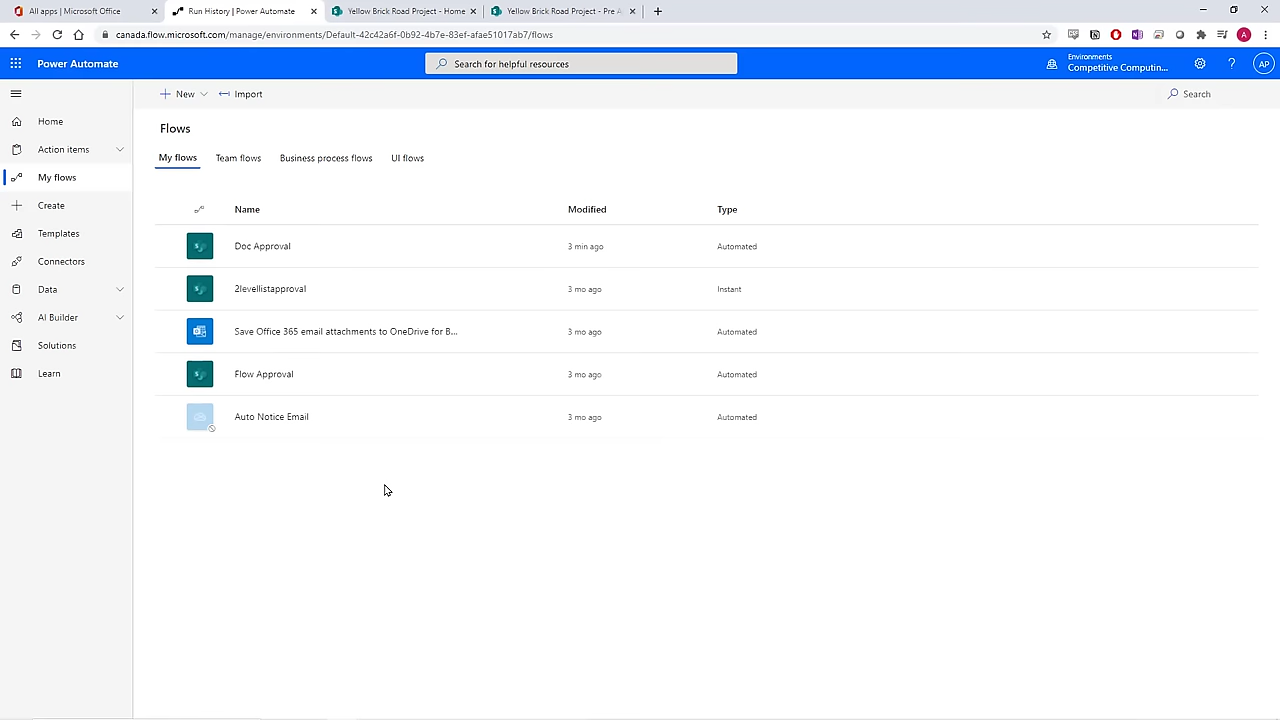 All apps | Microsoft Office
Run History | Power Automate
Yellow Brick Road Project - Home
Yellow Brick Road Project - Pre A
canada.flow.microsoft.com/manage/environments/Default-42c42a6f-0b92-4b7e-83ef-afae51017ab7/flows
A
Power Automate
Search for helpful resources
Environments
Competitive Computin...
?
AP
New
Import
Search
Home
Action items
My flows
Create
Templates
Connectors
Data
AI Builder
Solutions
Learn
Flows
My flows
Team flows
Business process flows
UI flows
Name
Modified
Type
Doc Approval
3 min ago
Automated
2levellistapproval
3 mo ago
Instant
Save Office 365 email attachments to OneDrive for B...
3 mo ago
Automated
Flow Approval
3 mo ago
Automated
Auto Notice Email
3 mo ago
Automated